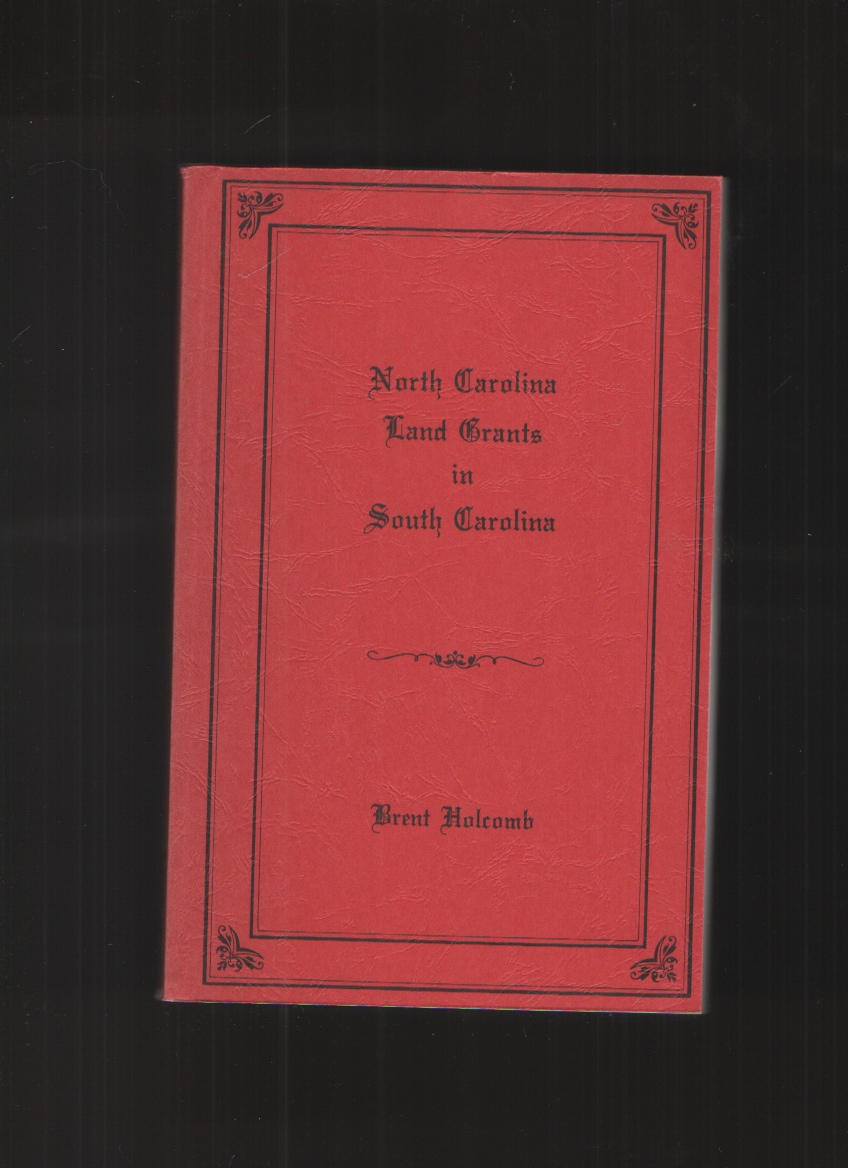 North Carolina
Land Grants
in
South Carolina
Brent Holcomb